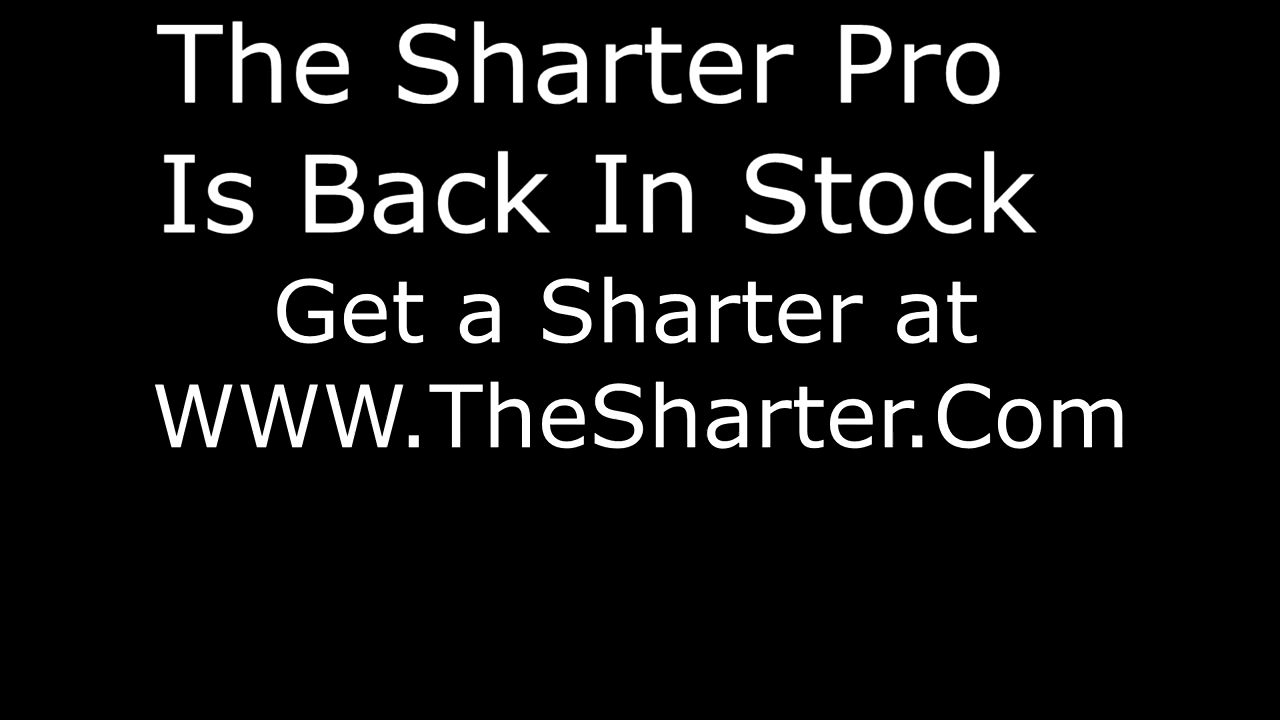 The Sharter Pro
Is Back In Stock
Get a Sharter at
WWW.TheSharter.Com